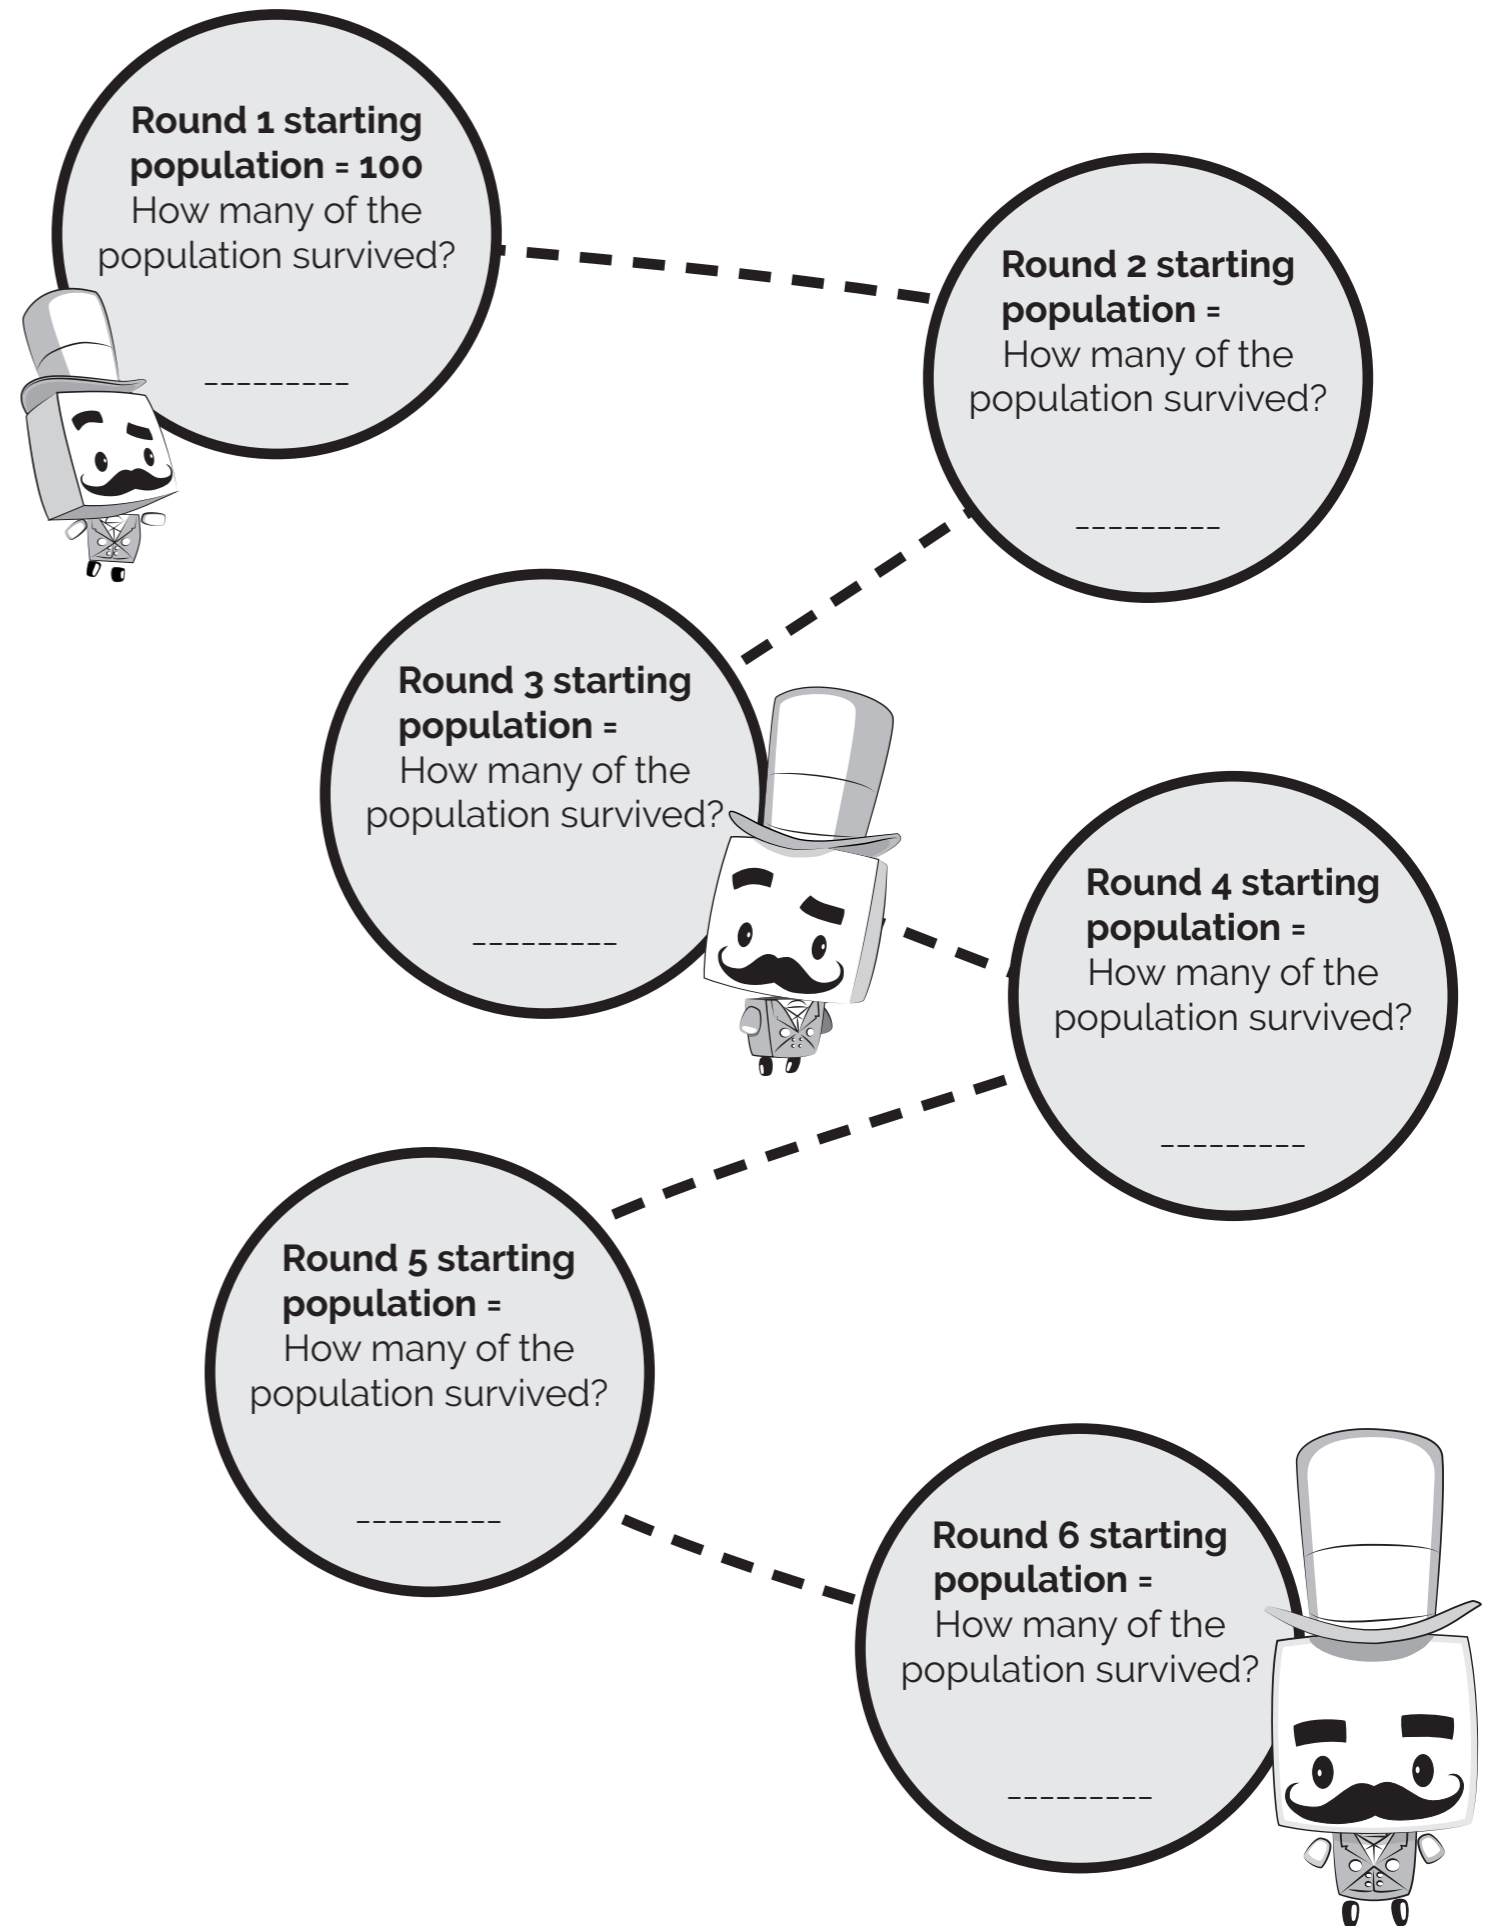 Round 1 starting
population = 100
How many of the
population survived?
_________
Round 2 starting
population =
How many of the
population survived?
_________
Round 3 starting
population =
How many of the
population survived?
_________
Round 4 starting
population =
How many of the
population survived?
_________
Round 5 starting
population =
How many of the
population survived?
_________
Round 6 starting
population =
How many of the
population survived?
_________